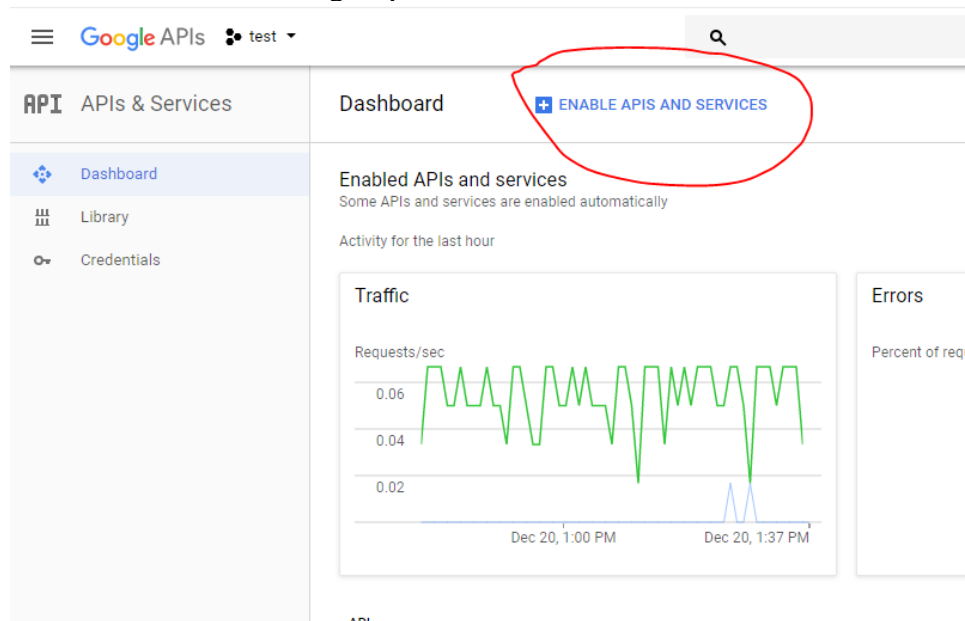 Google APIs test
API APIs & Services
Dashboard ENABLE APIS AND SERVICES
Dashboard
Library
Credentials
Enabled APIs and services
Some APIs and services are enabled automatically
Activity for the last hour
Traffic
Requests/sec
0.06
0.04
0.02
Dec 20, 1:00 PM Dec 20, 1:37 PM
Errors
Percent of req